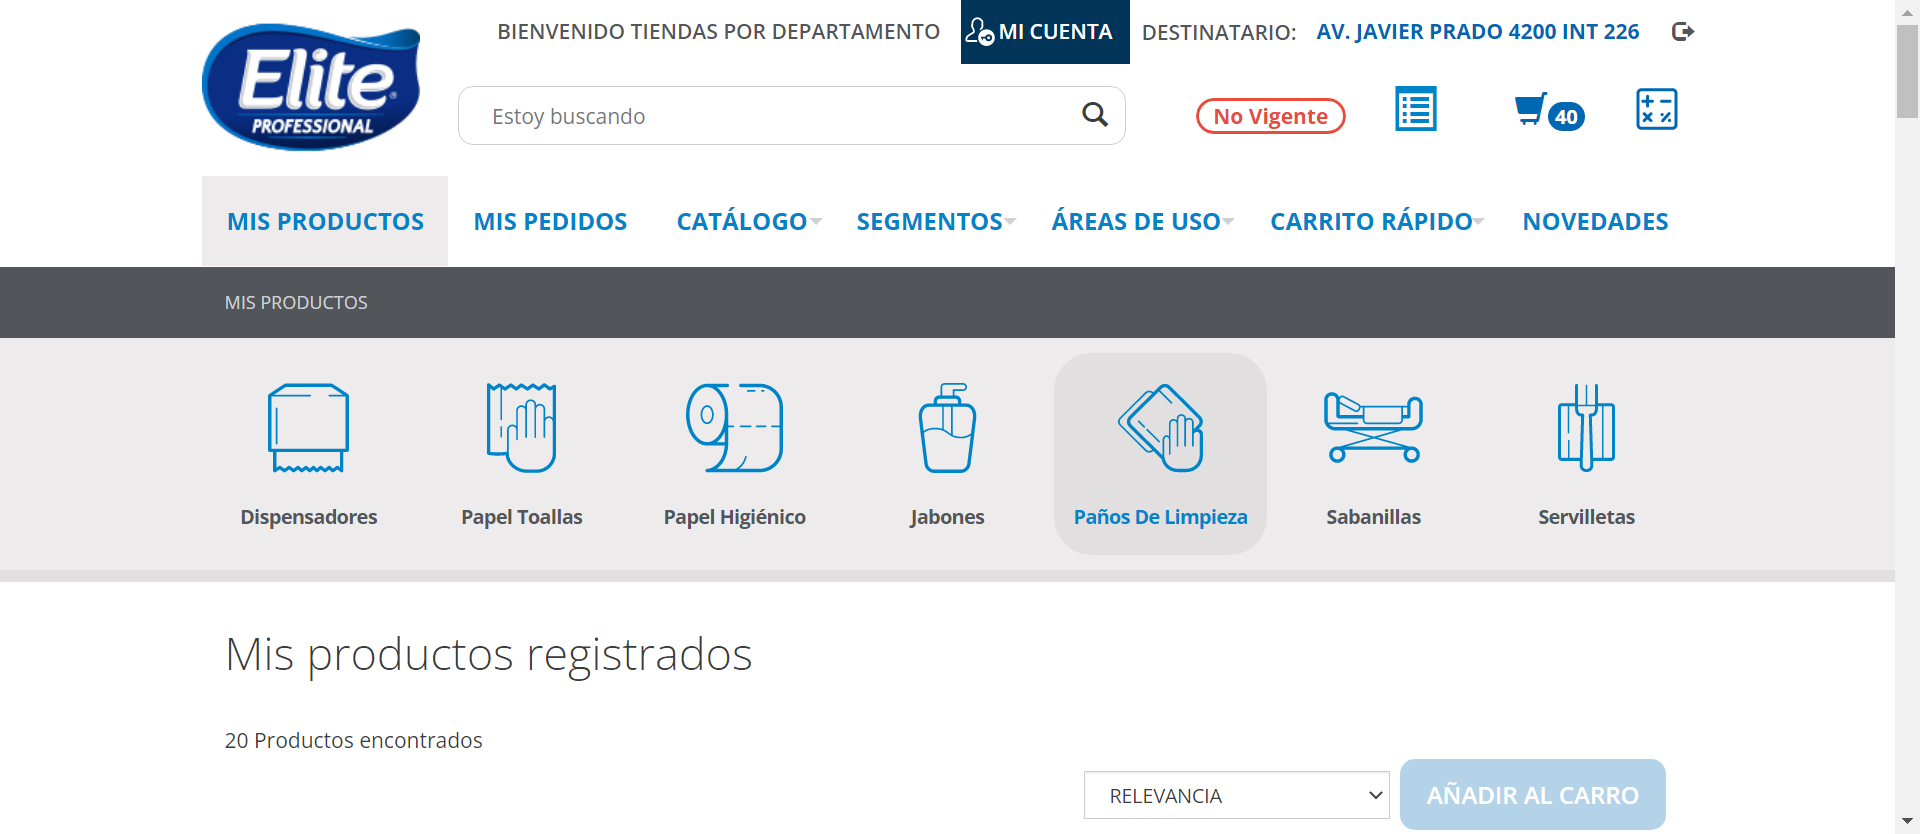 Elite
PROFESSIONAL
BIENVENIDO TIENDAS POR DEPARTAMENTO
MI CUENTA
DESTINATARIO:
AV. JAVIER PRADO 4200 INT 226
Estoy buscando
No Vigente
40
MIS PRODUCTOS
MIS PEDIDOS
CATÁLOGO
SEGMENTOS
ÁREAS DE USO
CARRITO RÁPIDO
NOVEDADES
MIS PRODUCTOS
Dispensadores
Papel Toallas
Papel Higiénico
Jabones
Paños De Limpieza
Sabanillas
Servilletas
Mis productos registrados
20 Productos encontrados
RELEVANCIA
AÑADIR AL CARRO